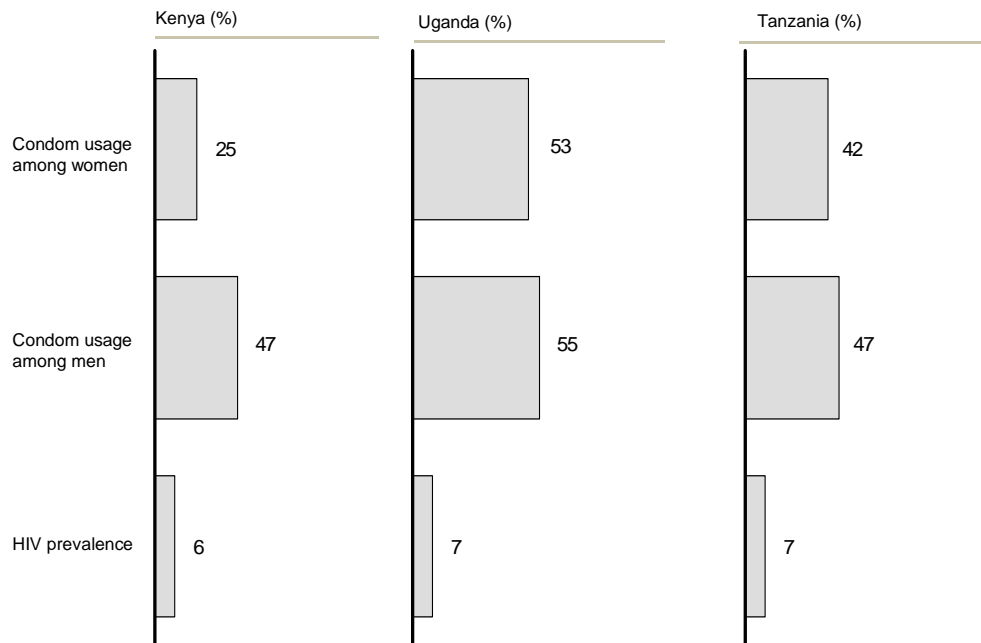 Kenya (%)
Uganda (%)
Tanzania (%)
Condom usage
among women
25
53
42
Condom usage
among men
47
55
47
HIV prevalence
6
7
7